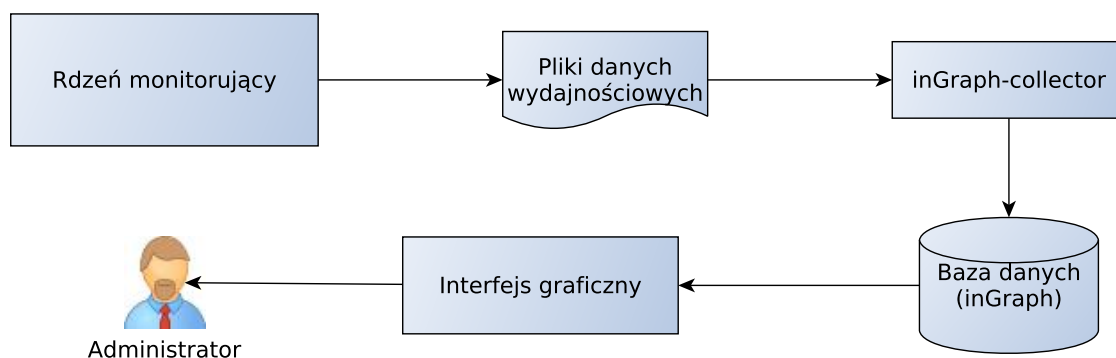 Rdzeń monitorujący
Pliki danych
wydajnościowych
inGraph-collector
Baza danych
(inGraph)
Interfejs graficzny
Administrator